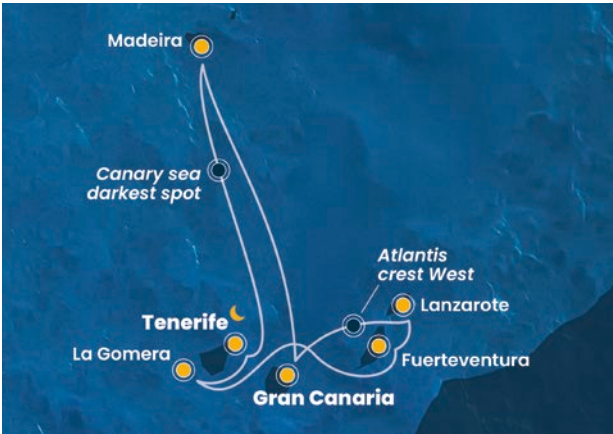 Madeira
Canary sea
darkest spot
Atlantis
crest West
Lanzarote
Tenerife
La Gomera
Fuerteventura
Gran Canaria